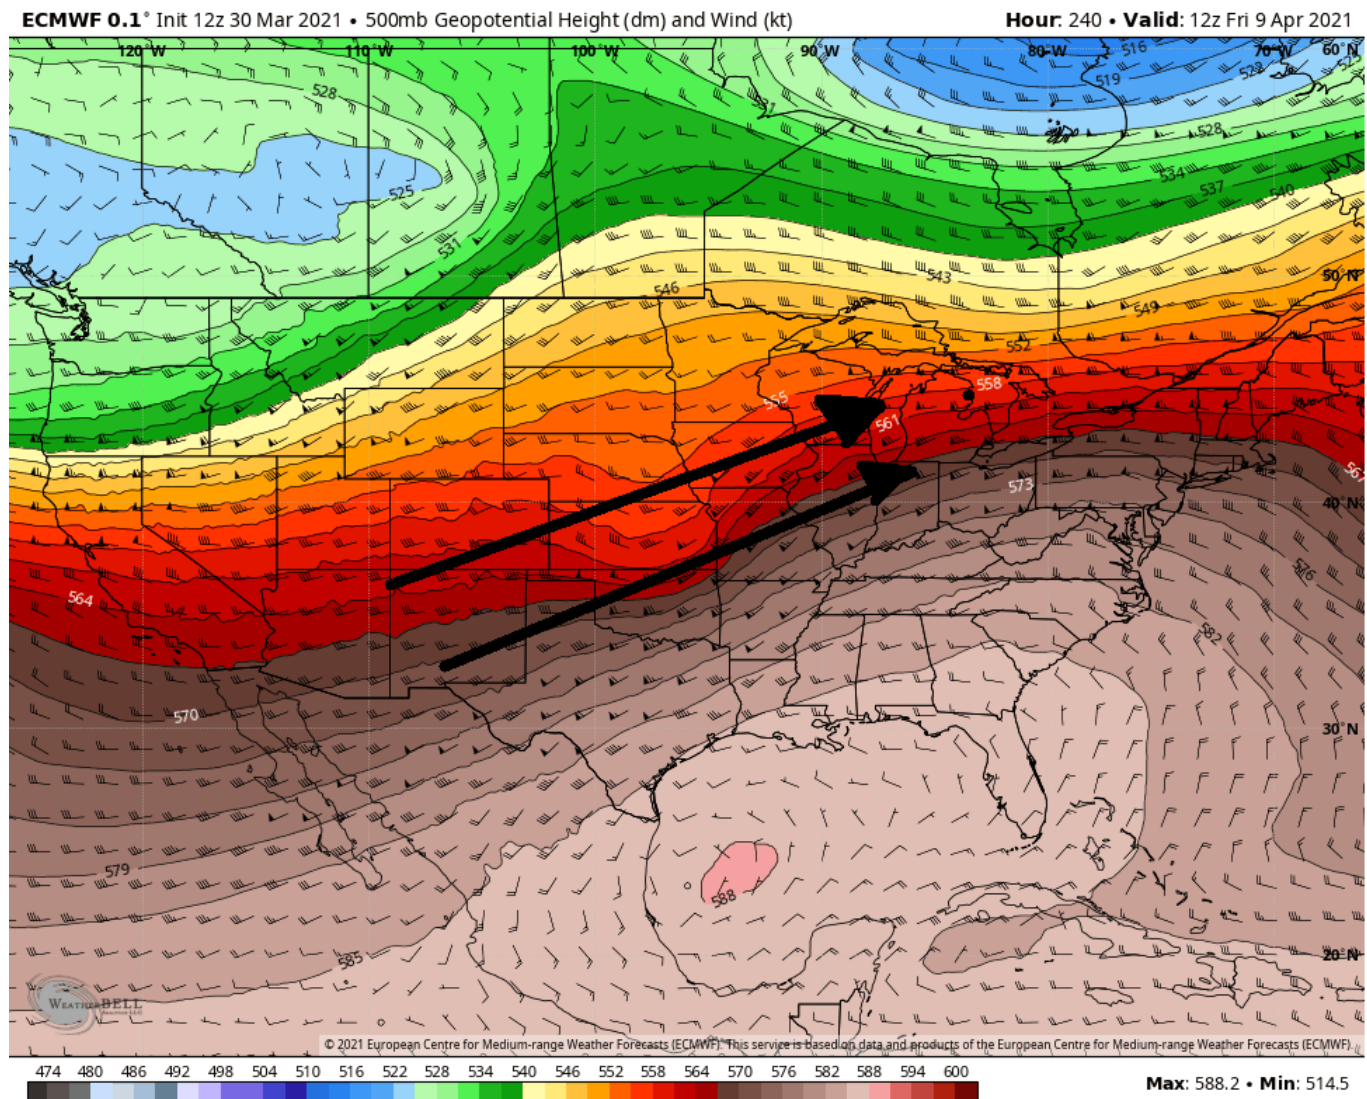 ECMWF 0.1° Init 12z 30 Mar 2021 • 500mb Geopotential Height (dm) and Wind (kt)
Hour: 240 • Valid: 12z Fri 9 Apr 2021
120°W 110°W 100°W 90°W 80°W 70°W 60°N
516
519
522
528
531
528
534
525
537
540
531
543
50°N
546
549
552
558
555
561
567
573
40°N
576
564
582
570
30°N
579
588
585
20°N
WEATHERBELL
© 2021 European Centre for Medium-range Weather Forecasts (ECMWF). This service is based on data and products of the European Centre for Medium-range Weather Forecasts (ECMWF).
474 480 486 492 498 504 510 516 522 528 534 540 546 552 558 564 570 576 582 588 594 600
Max: 588.2 • Min: 514.5